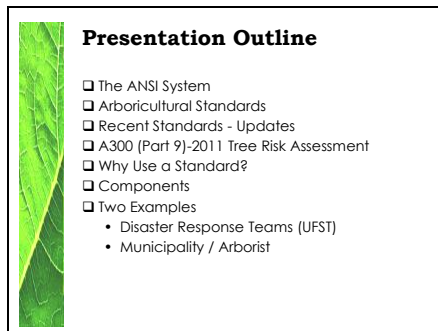 Presentation Outline
❑ The ANSI System
❑ Arboricultural Standards
❑ Recent Standards - Updates
❑ A300 (Part 9)-2011 Tree Risk Assessment
❑ Why Use a Standard?
❑ Components
❑ Two Examples
• Disaster Response Teams (UFST)
• Municipality / Arborist